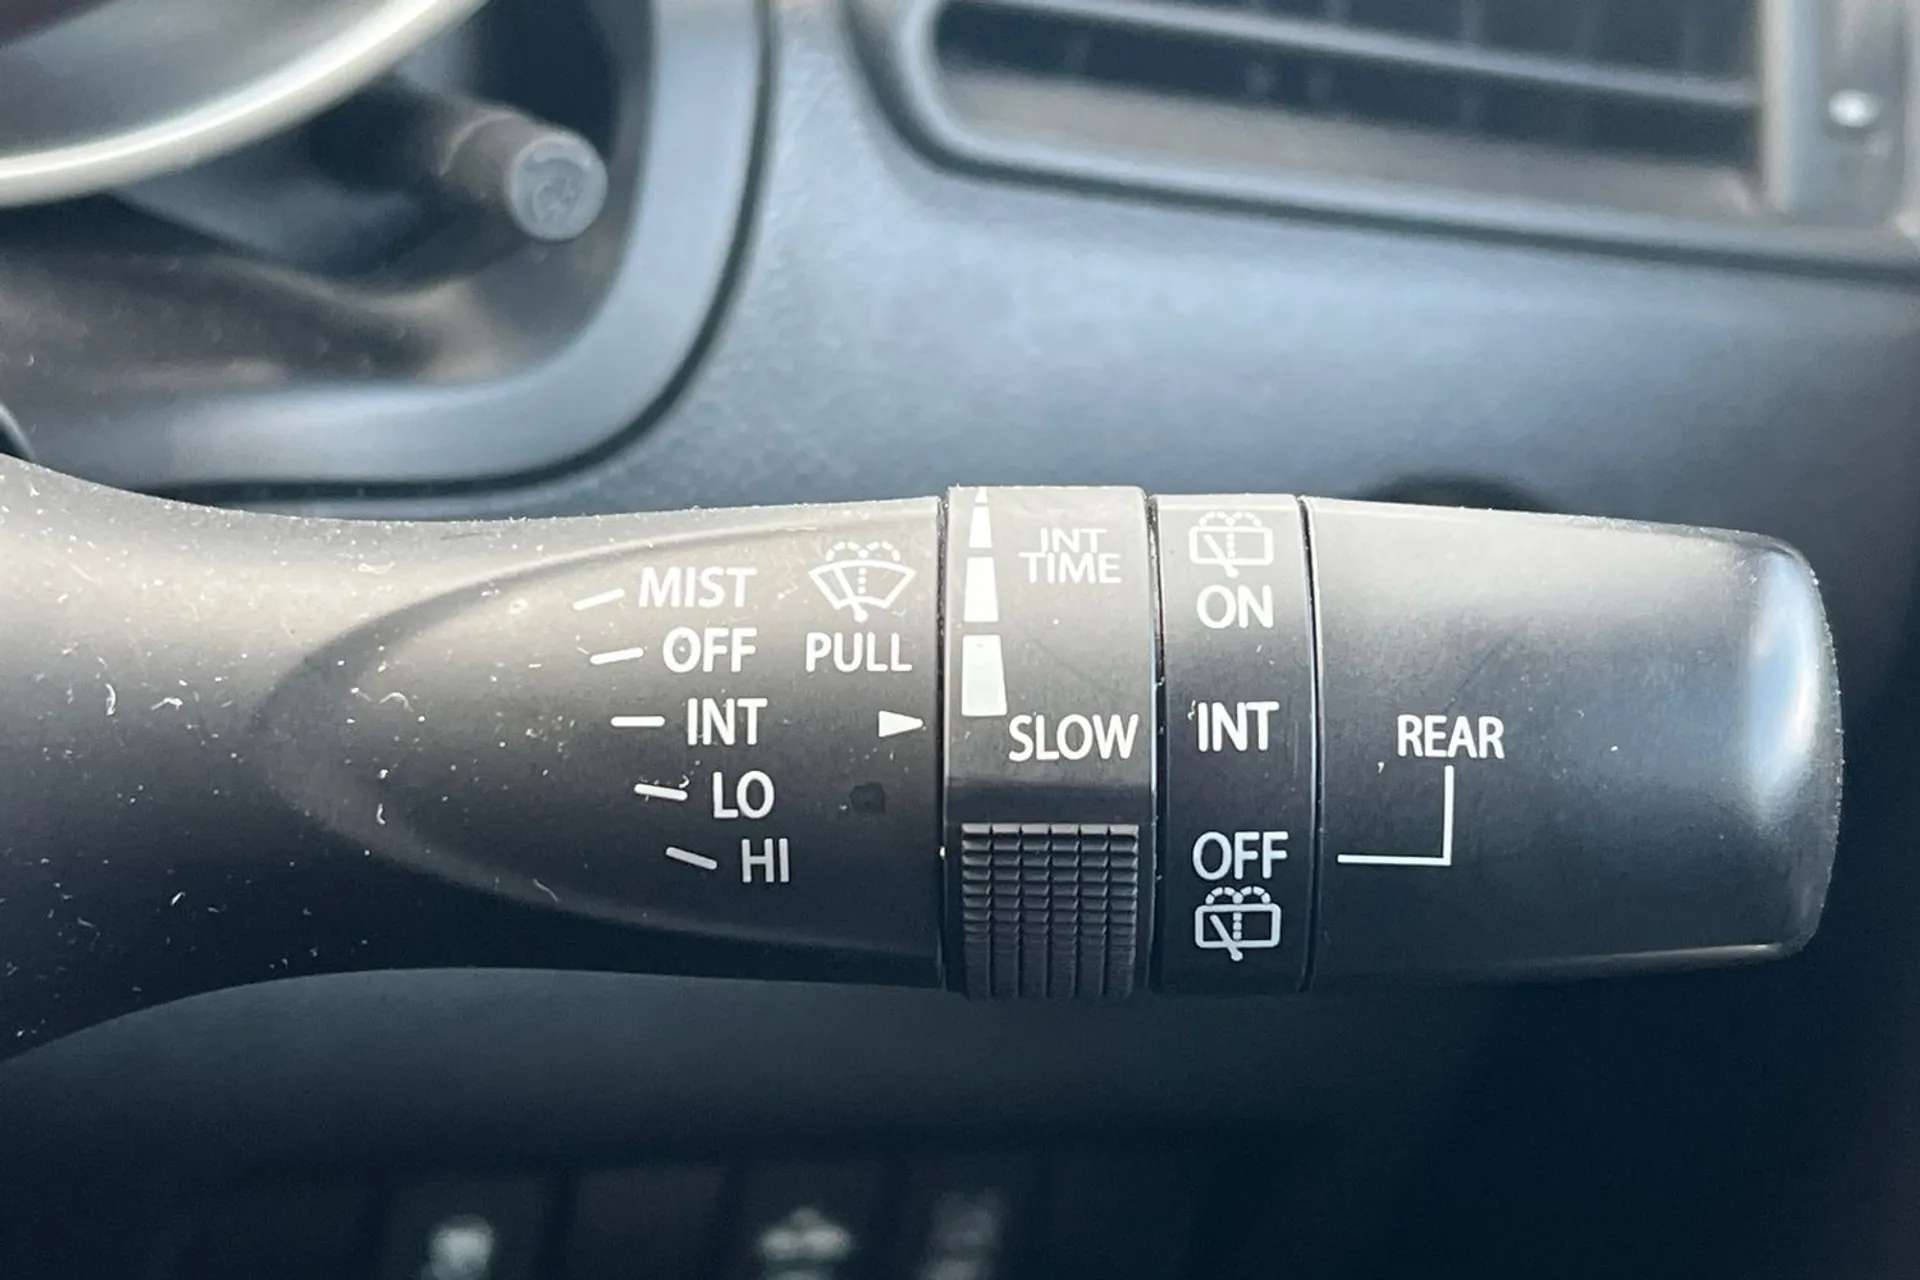 MIST
OFF
INT
LO
HI
PULL
INT
TIME
SLOW
ON
INT
OFF
REAR